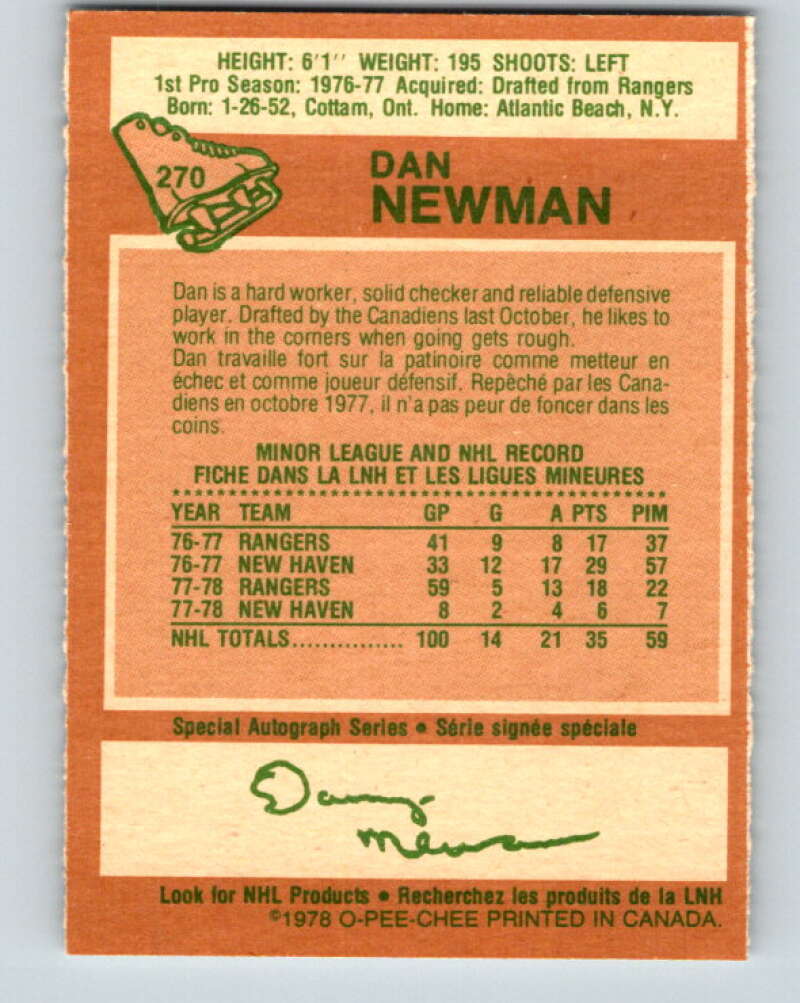 HEIGHT: 6'1'' WEIGHT: 195 SHOOTS: LEFT
1st Pro Season: 1976-77 Acquired: Drafted from Rangers
Born: 1-26-52, Cottam, Ont. Home: Atlantic Beach, N.Y.
270
DAN
NEWMAN
Dan is a hard worker, solid checker and reliable defensive
player. Drafted by the Canadiens last October, he likes to
work in the corners when going gets rough.
Dan travaille fort sur la patinoire comme metteur en
échec et comme joueur défensif. Repêché par les Cana-
diens en octobre 1977, il n'a pas peur de foncer dans les
coins.
MINOR LEAGUE AND NHL RECORD
FICHE DANS LA LNH ET LES LIGUES MINEURES
YEAR TEAM GP G A PTS PIM
76-77 RANGERS 41 9 8 17 37
76-77 NEW HAVEN 33 12 17 29 57
77-78 RANGERS 59 5 13 18 22
77-78 NEW HAVEN 8 2 4 6 7
NHL TOTALS............... 100 14 21 35 59
Special Autograph Series • Série signée spéciale
Danny
Newman
Look for NHL Products • Recherchez les produits de la LNH
©1978 O-PEE-CHEE PRINTED IN CANADA.